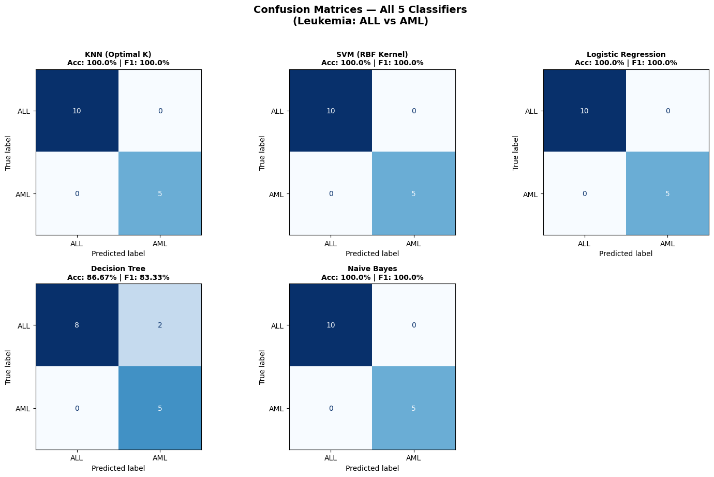 Confusion Matrices — All 5 Classifiers
(Leukemia: ALL vs AML)
KNN (Optimal K)
Acc: 100.0% | F1: 100.0%
ALL
10
0
AML
0
5
ALL
AML
True label
Predicted label
SVM (RBF Kernel)
Acc: 100.0% | F1: 100.0%
ALL
10
0
AML
0
5
ALL
AML
True label
Predicted label
Logistic Regression
Acc: 100.0% | F1: 100.0%
ALL
10
0
AML
0
5
ALL
AML
True label
Predicted label
Decision Tree
Acc: 86.67% | F1: 83.33%
ALL
8
2
AML
0
5
ALL
AML
True label
Predicted label
Naive Bayes
Acc: 100.0% | F1: 100.0%
ALL
10
0
AML
0
5
ALL
AML
True label
Predicted label